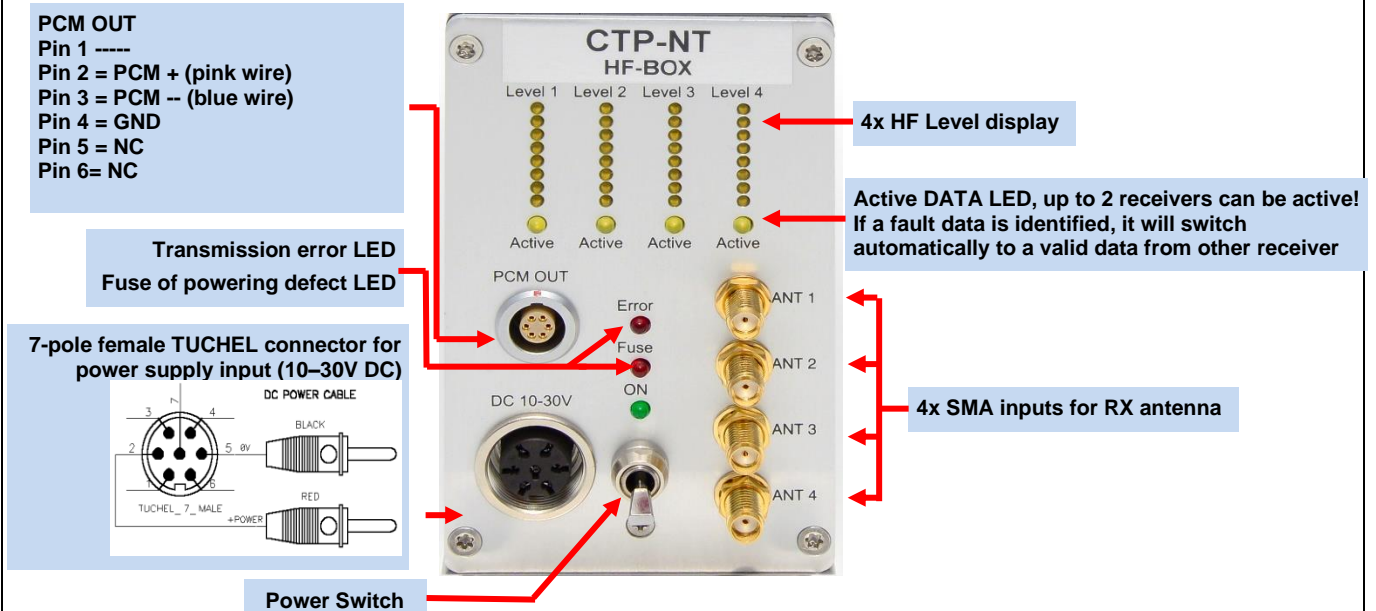 PCM OUT
Pin 1 -----
Pin 2 = PCM + (pink wire)
Pin 3 = PCM -- (blue wire)
Pin 4 = GND
Pin 5 = NC
Pin 6= NC
Transmission error LED
Fuse of powering defect LED
7-pole female TUCHEL connector for
power supply input (10–30V DC)
DC POWER CABLE
7
3
4
BLACK
2
5
0V
1
6
RED
TUCHEL_ 7_ MALE
+POWER
Power Switch
CTP-NT
HF-BOX
Level 1 Level 2 Level 3 Level 4
Active Active Active Active
PCM OUT
Error
Fuse
ON
DC 10-30V
ANT 1
ANT 2
ANT 3
ANT 4
4x HF Level display
Active DATA LED, up to 2 receivers can be active!
If a fault data is identified, it will switch
automatically to a valid data from other receiver
4x SMA inputs for RX antenna